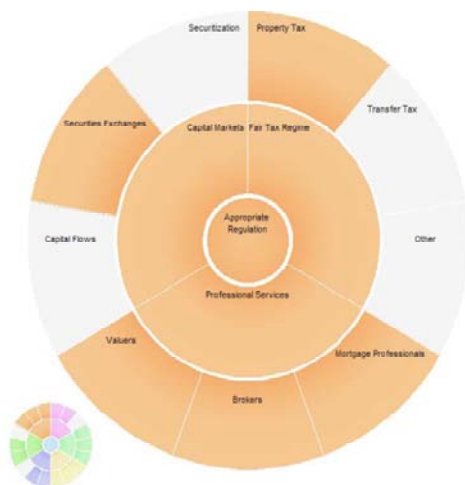 Securitization
Property Tax
Transfer Tax
Securities Exchanges
Capital Markets
Fair Tax Regime
Appropriate
Regulation
Capital Flows
Other
Professional Services
Valuers
Mortgage Professionals
Brokers